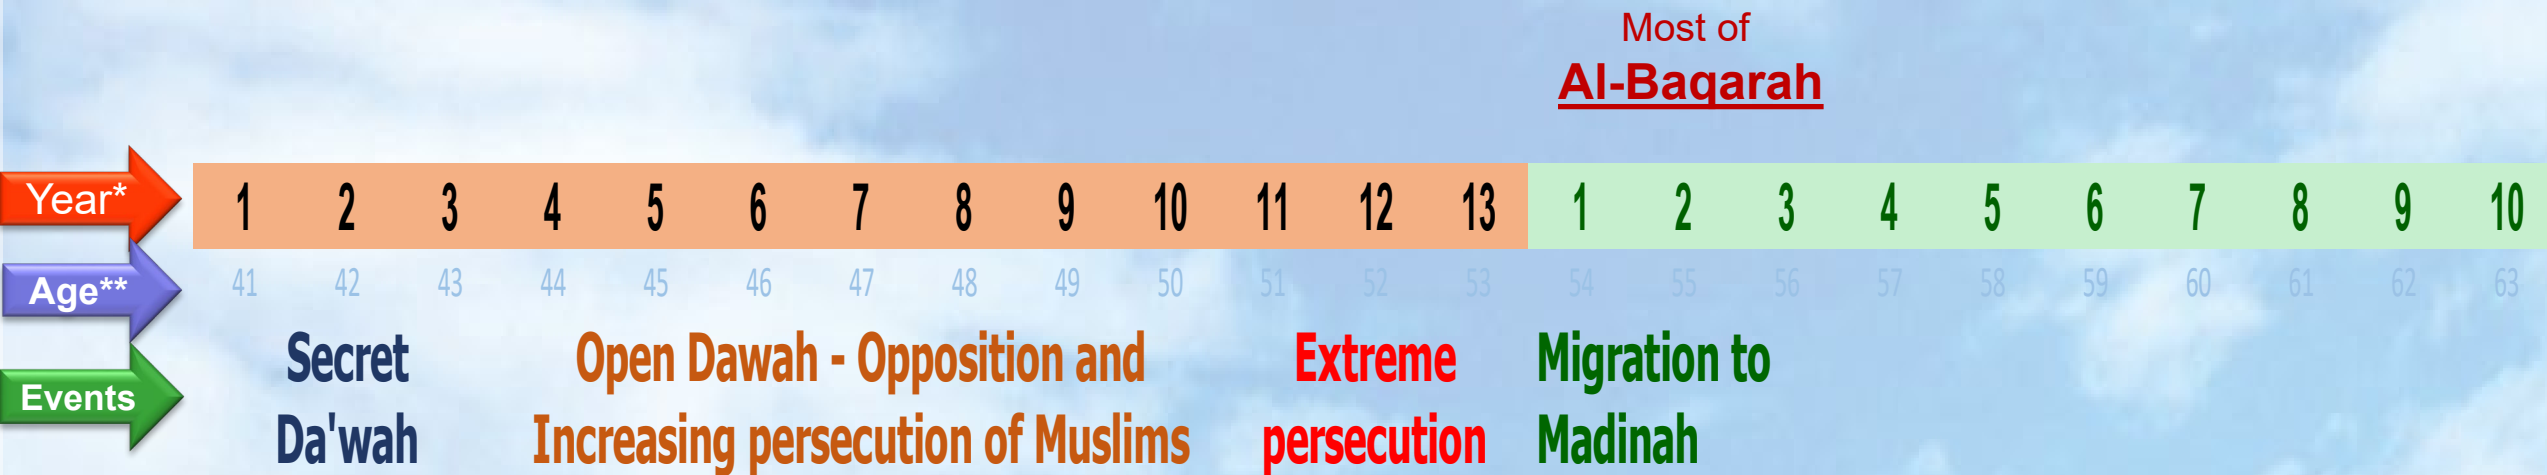 Most of
Al-Baqarah
Year* 1 2 3 4 5 6 7 8 9 10 11 12 13 1 2 3 4 5 6 7 8 9 10
Age** 41 42 43 44 45 46 47 48 49 50 51 52 53 54 55 56 57 58 59 60 61 62 63
Events
Secret
Da'wah
Open Dawah - Opposition and
Increasing persecution of Muslims
Extreme
persecution
Migration to
Madinah